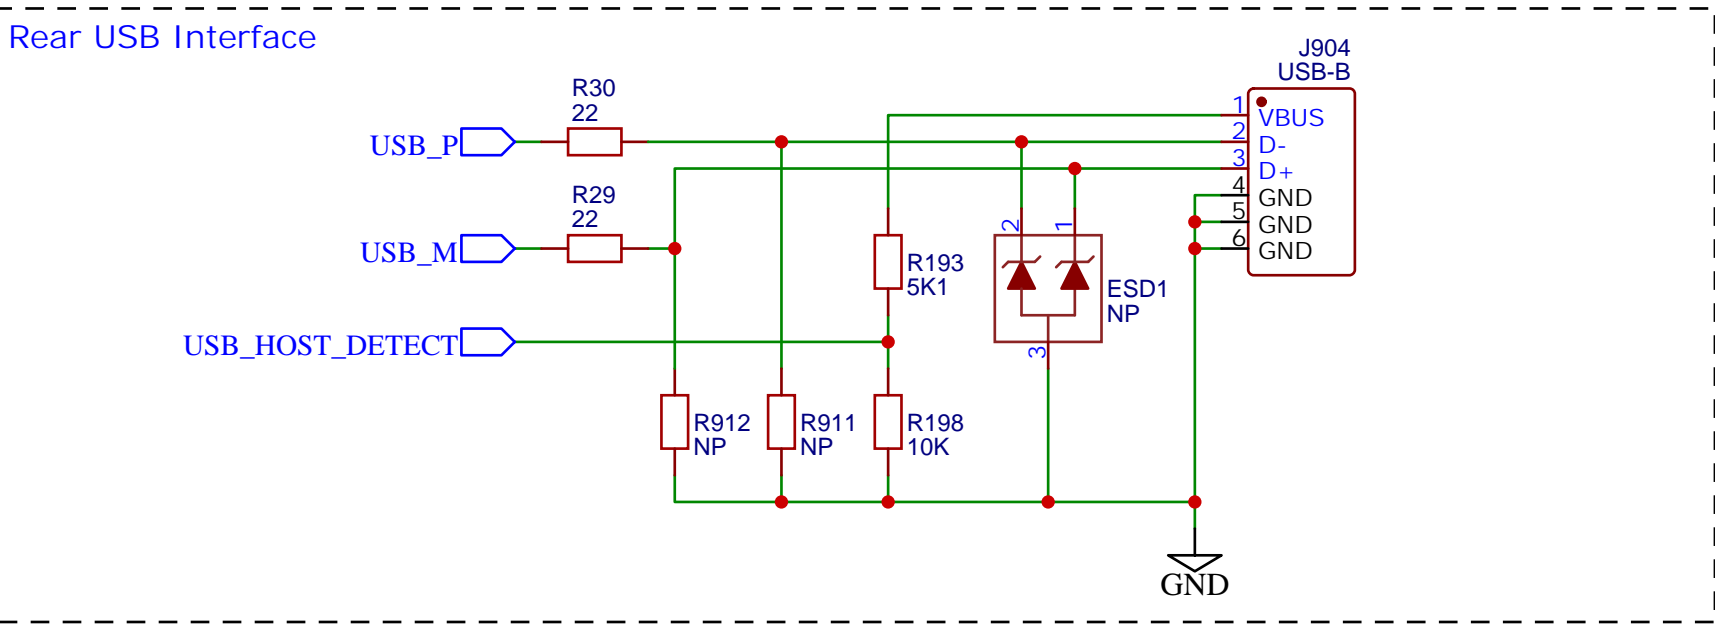 Rear USB Interface
J904
USB-B
R30
22
USB_P
1
VBUS
2
D-
3
D+
4
GND
5
GND
6
GND
R29
22
USB_M
2
1
R193
5K1
ESD1
NP
USB_HOST_DETECT
3
R912
NP
R911
NP
R198
10K
GND